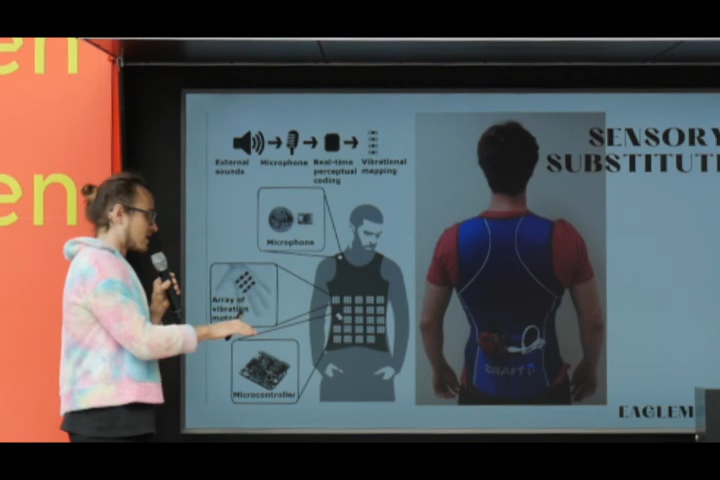 en
en
SENSORY
SUBSTITUTI
External
sounds
Microphone
Real-time
perceptual
coding
Vibrational
mapping
Microphone
Array of
vibration
Microcontroller
EAGLEM